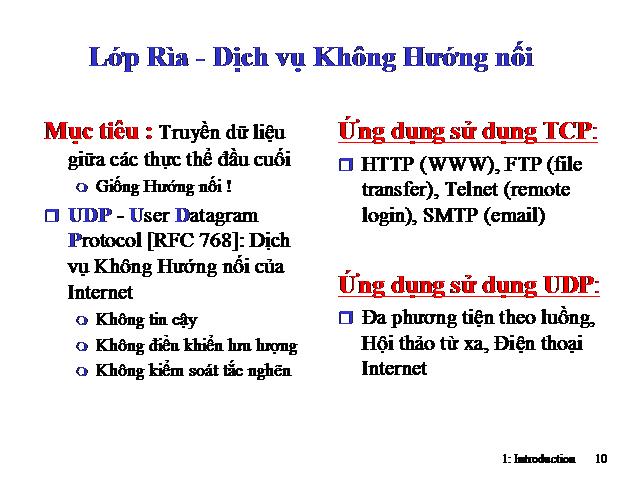 Lớp Rìa - Dịch vụ Không Hướng nối
Mục tiêu : Truyền dữ liệu
giữa các thực thể đầu cuối
Giống Hướng nối !
UDP - User Datagram
Protocol [RFC 768]: Dịch
vụ Không Hướng nối của
Internet
Không tin cậy
Không điều khiển lưu lượng
Không kiểm soát tắc nghẽn
Ứng dụng sử dụng TCP:
HTTP (WWW), FTP (file
transfer), Telnet (remote
login), SMTP (email)
Ứng dụng sử dụng UDP:
Đa phương tiện theo luồng,
Hội thảo từ xa, Điện thoại
Internet
1: Introduction 10